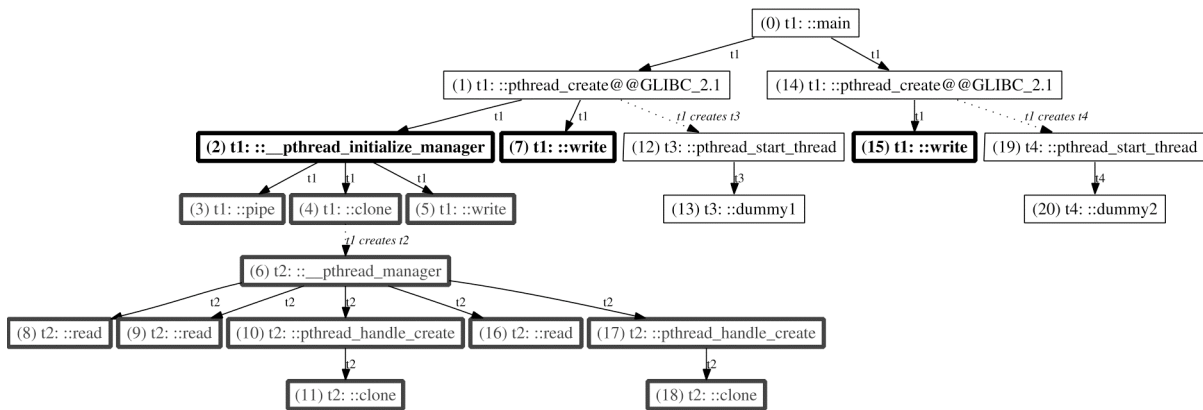 (0) t1: ::main
t1
t1
(1) t1: ::pthread_create@@GLIBC_2.1
(14) t1: ::pthread_create@@GLIBC_2.1
t1
t1
t1 creates t3
t1
t1 creates t4
(2) t1: ::__pthread_initialize_manager
(7) t1: ::write
(12) t3: ::pthread_start_thread
(15) t1: ::write
(19) t4: ::pthread_start_thread
t1
t1
t1
t3
t4
(3) t1: ::pipe
(4) t1: ::clone
(5) t1: ::write
(13) t3: ::dummy1
(20) t4: ::dummy2
t1 creates t2
(6) t2: ::__pthread_manager
t2
t2
t2
t2
t2
(8) t2: ::read
(9) t2: ::read
(10) t2: ::pthread_handle_create
(16) t2: ::read
(17) t2: ::pthread_handle_create
t2
t2
(11) t2: ::clone
(18) t2: ::clone